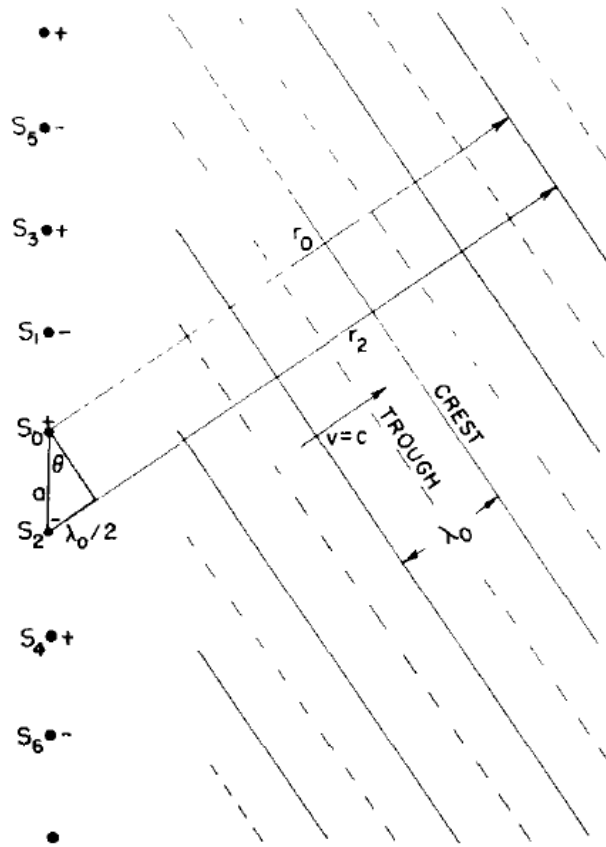 +
S₅ -
S₃ +
r₀
S₁ -
r₂
CREST
S₀ +
TROUGH
v=c
θ
a
S₂ -
λ₀/2
λ₀
S₄ +
S₆ -